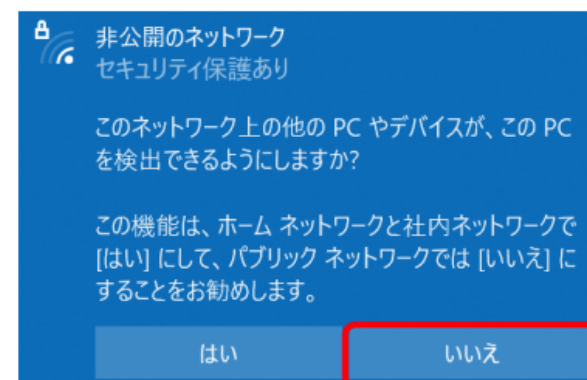 非公開のネットワーク
セキュリティ保護あり
このネットワーク上の他の PC やデバイスが、この PC
を検出できるようにしますか?
この機能は、ホーム ネットワークと社内ネットワークで
[はい] にして、パブリック ネットワークでは [いいえ] に
することをお勧めします。
はい
いいえ